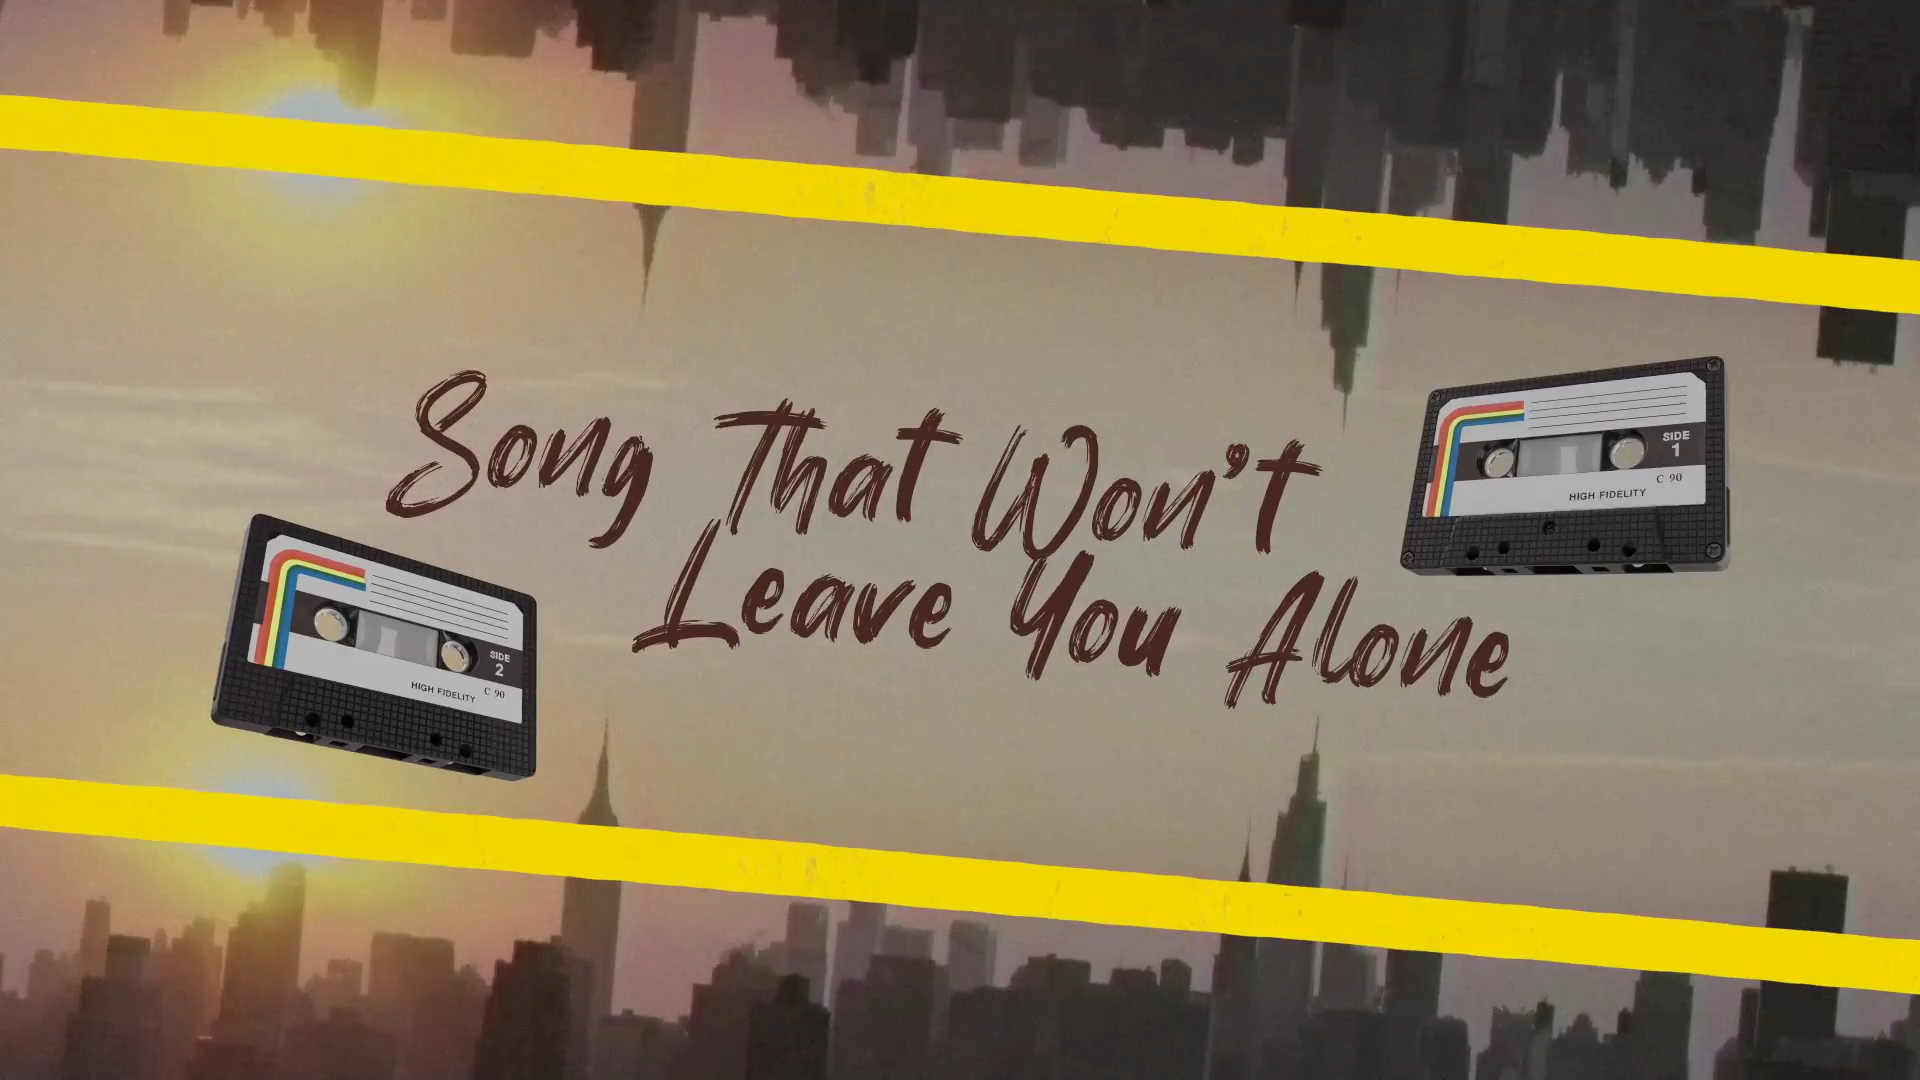 Song That Won't
Leave You Alone
SIDE
1
C 90
HIGH FIDELITY
SIDE
2
C 90
HIGH FIDELITY